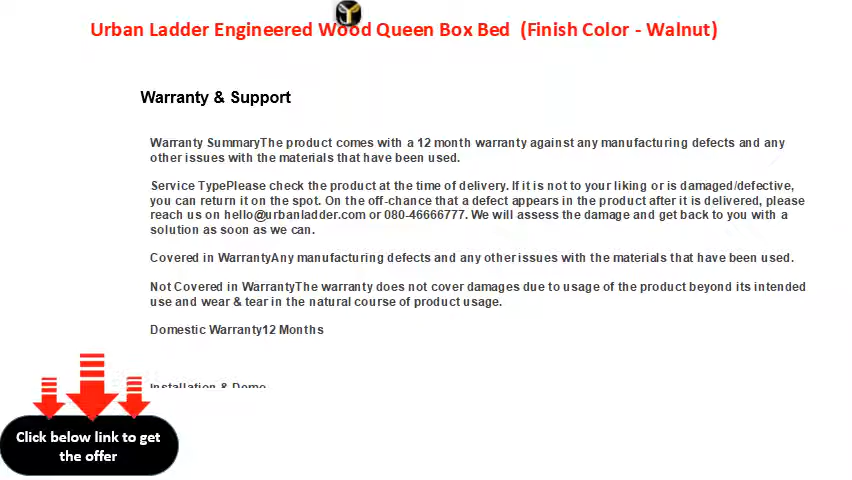 Urban Ladder Engineered Wood Queen Box Bed (Finish Color - Walnut)
Warranty & Support
Warranty SummaryThe product comes with a 12 month warranty against any manufacturing defects and any
other issues with the materials that have been used.
Service TypePlease check the product at the time of delivery. If it is not to your liking or is damaged/defective,
you can return it on the spot. On the off-chance that a defect appears in the product after it is delivered, please
reach us on hello@urbanladder.com or 080-46666777. We will assess the damage and get back to you with a
solution as soon as we can.
Covered in WarrantyAny manufacturing defects and any other issues with the materials that have been used.
Not Covered in WarrantyThe warranty does not cover damages due to usage of the product beyond its intended
use and wear & tear in the natural course of product usage.
Domestic Warranty12 Months
Installation & Demo
Click below link to get
the offer